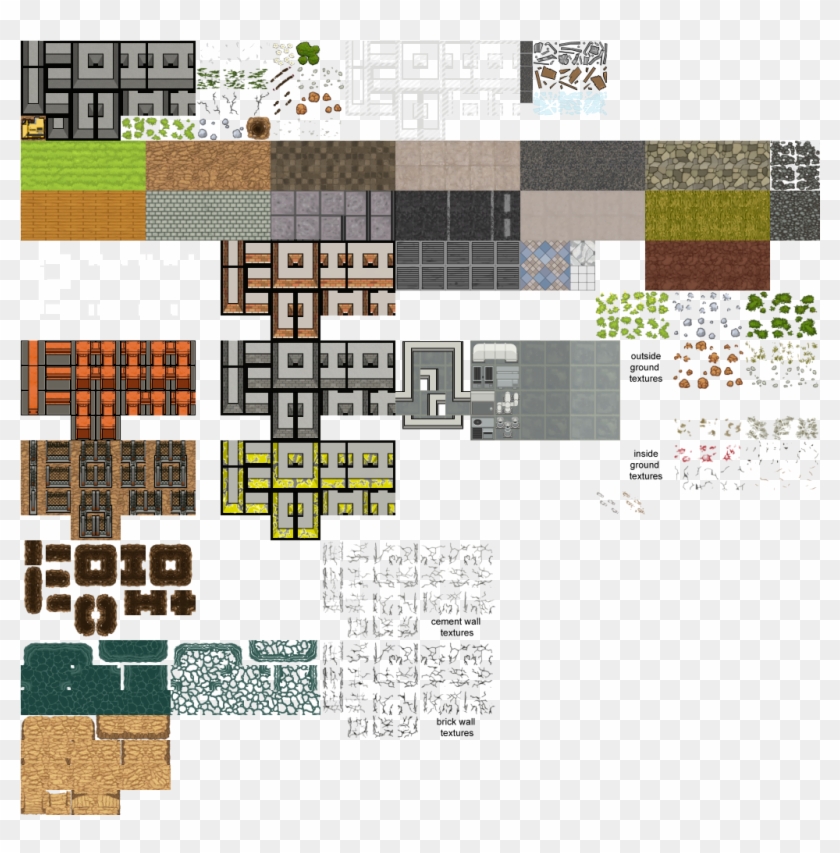 outside
ground
textures
inside
ground
textures
cement wall
textures
brick wall
textures